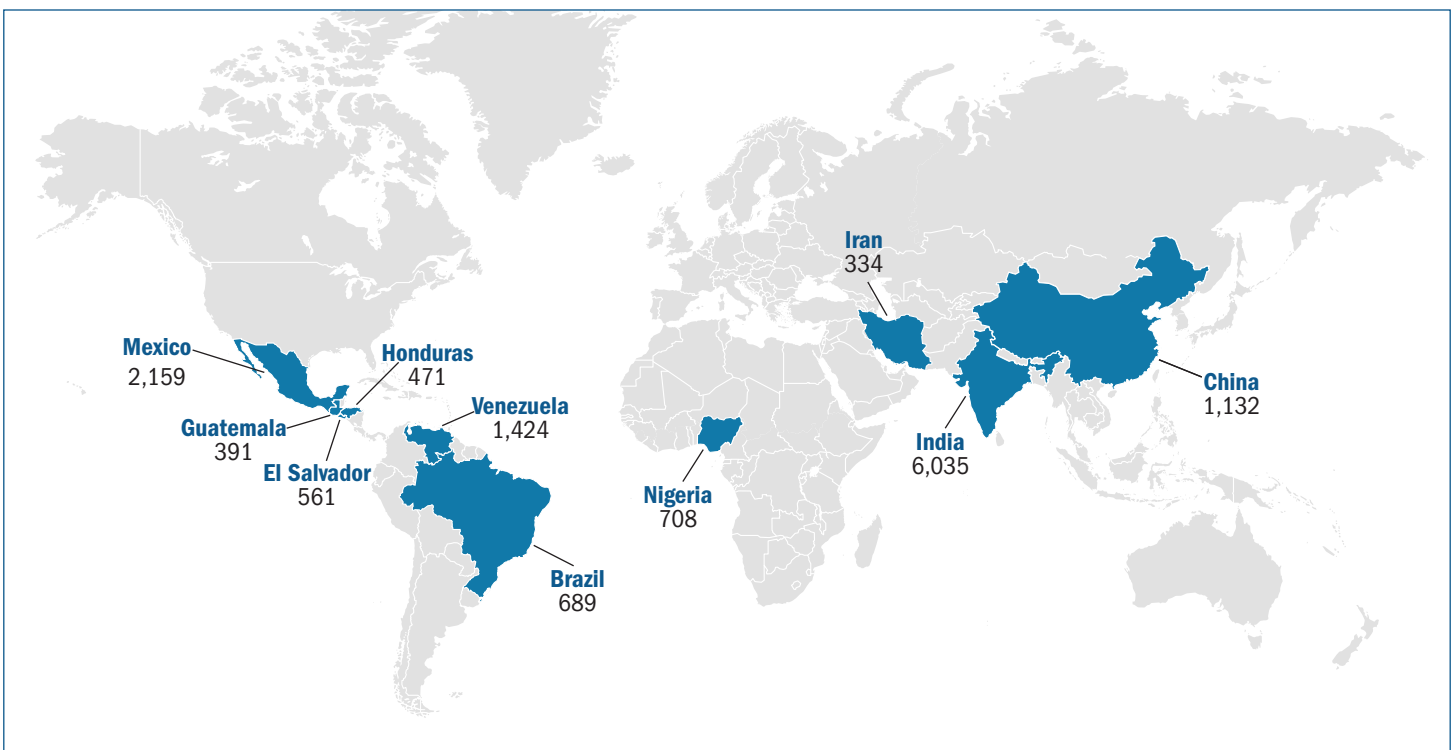 Iran
334
Mexico
2,159
Honduras
471
China
1,132
Venezuela
1,424
Guatemala
391
India
6,035
El Salvador
561
Nigeria
708
Brazil
689